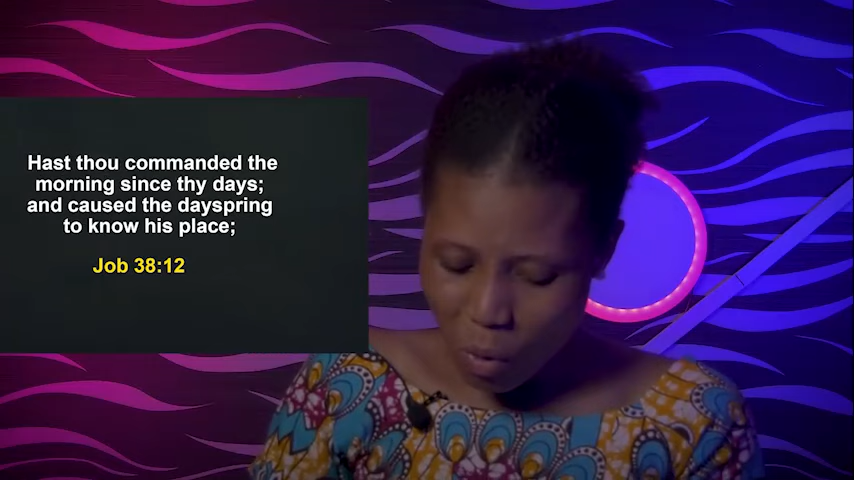 Hast thou commanded the
morning since thy days;
and caused the dayspring
to know his place;
Job 38:12